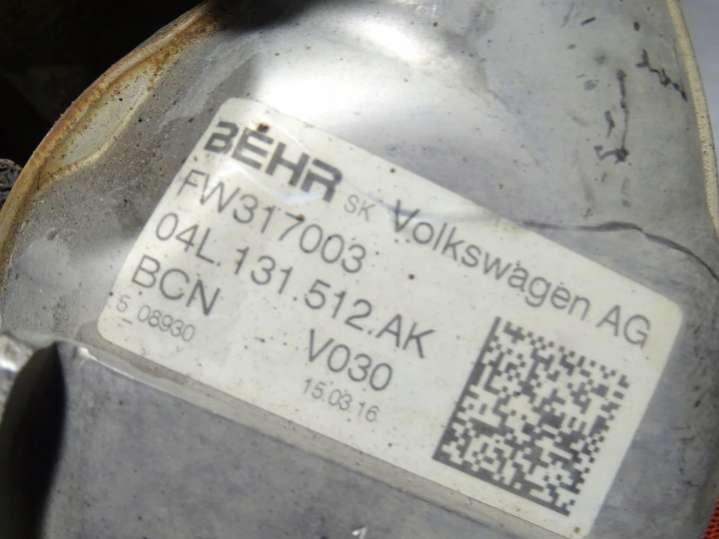 BEHR SK Volkswagen AG
FW317003
04L.131.512.AK
BCN V030
5_08930 15.03.16